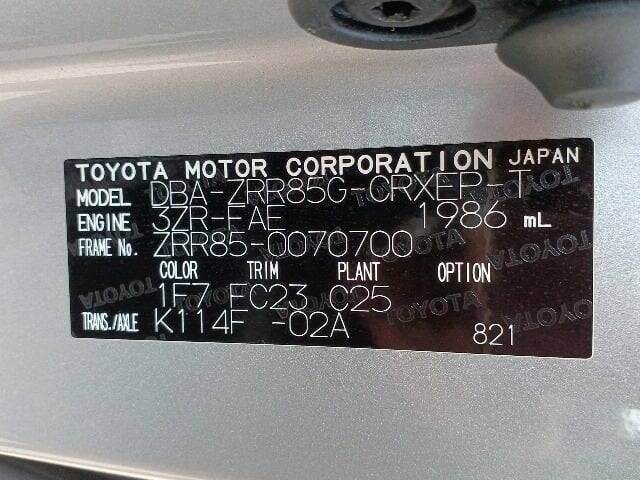 TOYOTA MOTOR CORPORATION JAPAN
MODEL DBA-ZRR85G-CRXEP-T
ENGINE 3ZR-FAE 1986 mL
FRAME No. ZRR85-0070700
COLOR TRIM PLANT OPTION
1F7 FC23 C25
TRANS./AXLE K114F -02A
821